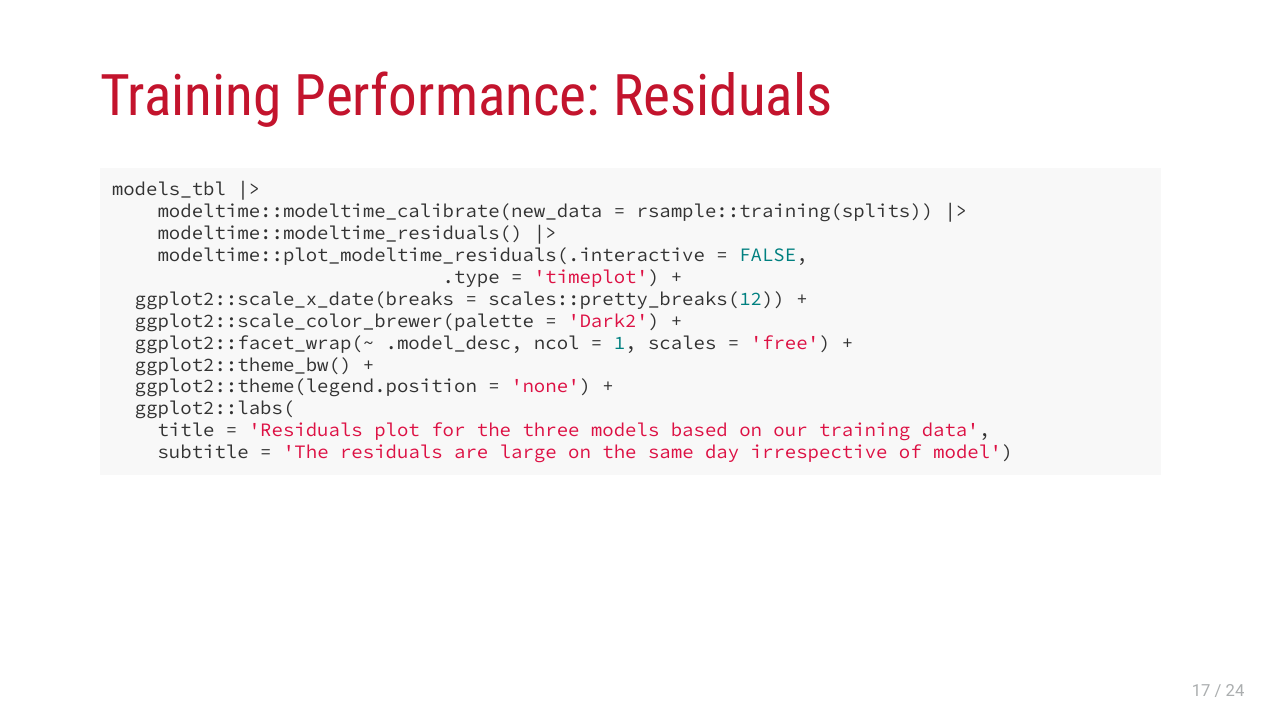 Training Performance: Residuals
models_tbl |>
    modeltime::modeltime_calibrate(new_data = rsample::training(splits)) |>
    modeltime::modeltime_residuals() |>
    modeltime::plot_modeltime_residuals(.interactive = FALSE,
                             .type = 'timeplot') +
  ggplot2::scale_x_date(breaks = scales::pretty_breaks(12)) +
  ggplot2::scale_color_brewer(palette = 'Dark2') +
  ggplot2::facet_wrap(~ .model_desc, ncol = 1, scales = 'free') +
  ggplot2::theme_bw() +
  ggplot2::theme(legend.position = 'none') +
  ggplot2::labs(
    title = 'Residuals plot for the three models based on our training data',
    subtitle = 'The residuals are large on the same day irrespective of model')
17 / 24